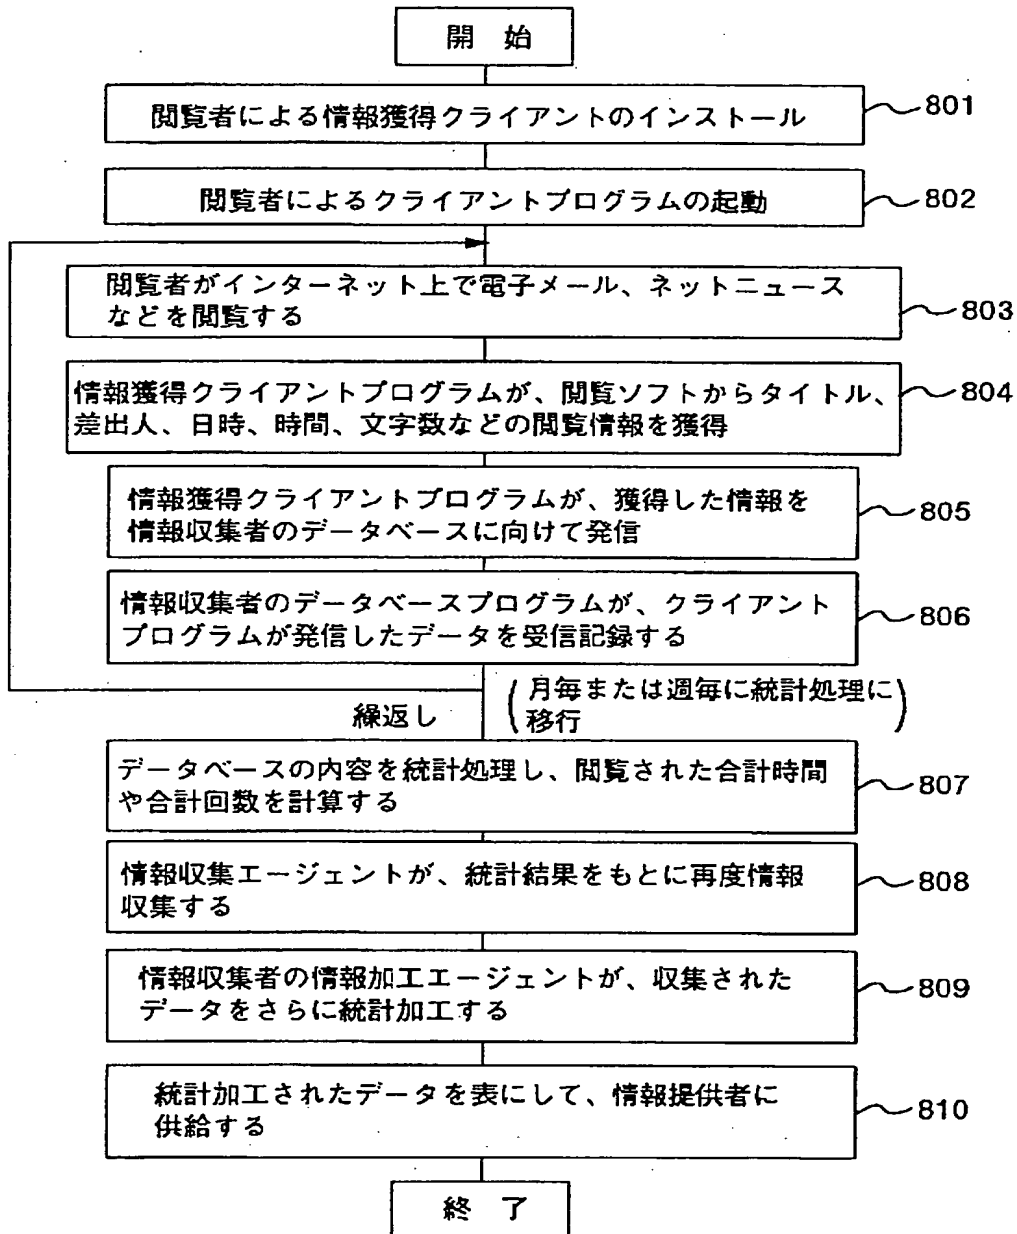 開 始
閲覧者による情報獲得クライアントのインストール
801
閲覧者によるクライアントプログラムの起動
802
閲覧者がインターネット上で電子メール、ネットニュース
などを閲覧する
803
情報獲得クライアントプログラムが、閲覧ソフトからタイトル、
差出人、日時、時間、文字数などの閲覧情報を獲得
804
情報獲得クライアントプログラムが、獲得した情報を
情報収集者のデータベースに向けて発信
805
情報収集者のデータベースプログラムが、クライアント
プログラムが発信したデータを受信記録する
806
繰返し
(月毎または週毎に統計処理に
移行)
データベースの内容を統計処理し、閲覧された合計時間
や合計回数を計算する
807
情報収集エージェントが、統計結果をもとに再度情報
収集する
808
情報収集者の情報加工エージェントが、収集された
データをさらに統計加工する
809
統計加工されたデータを表にして、情報提供者に
供給する
810
終 了